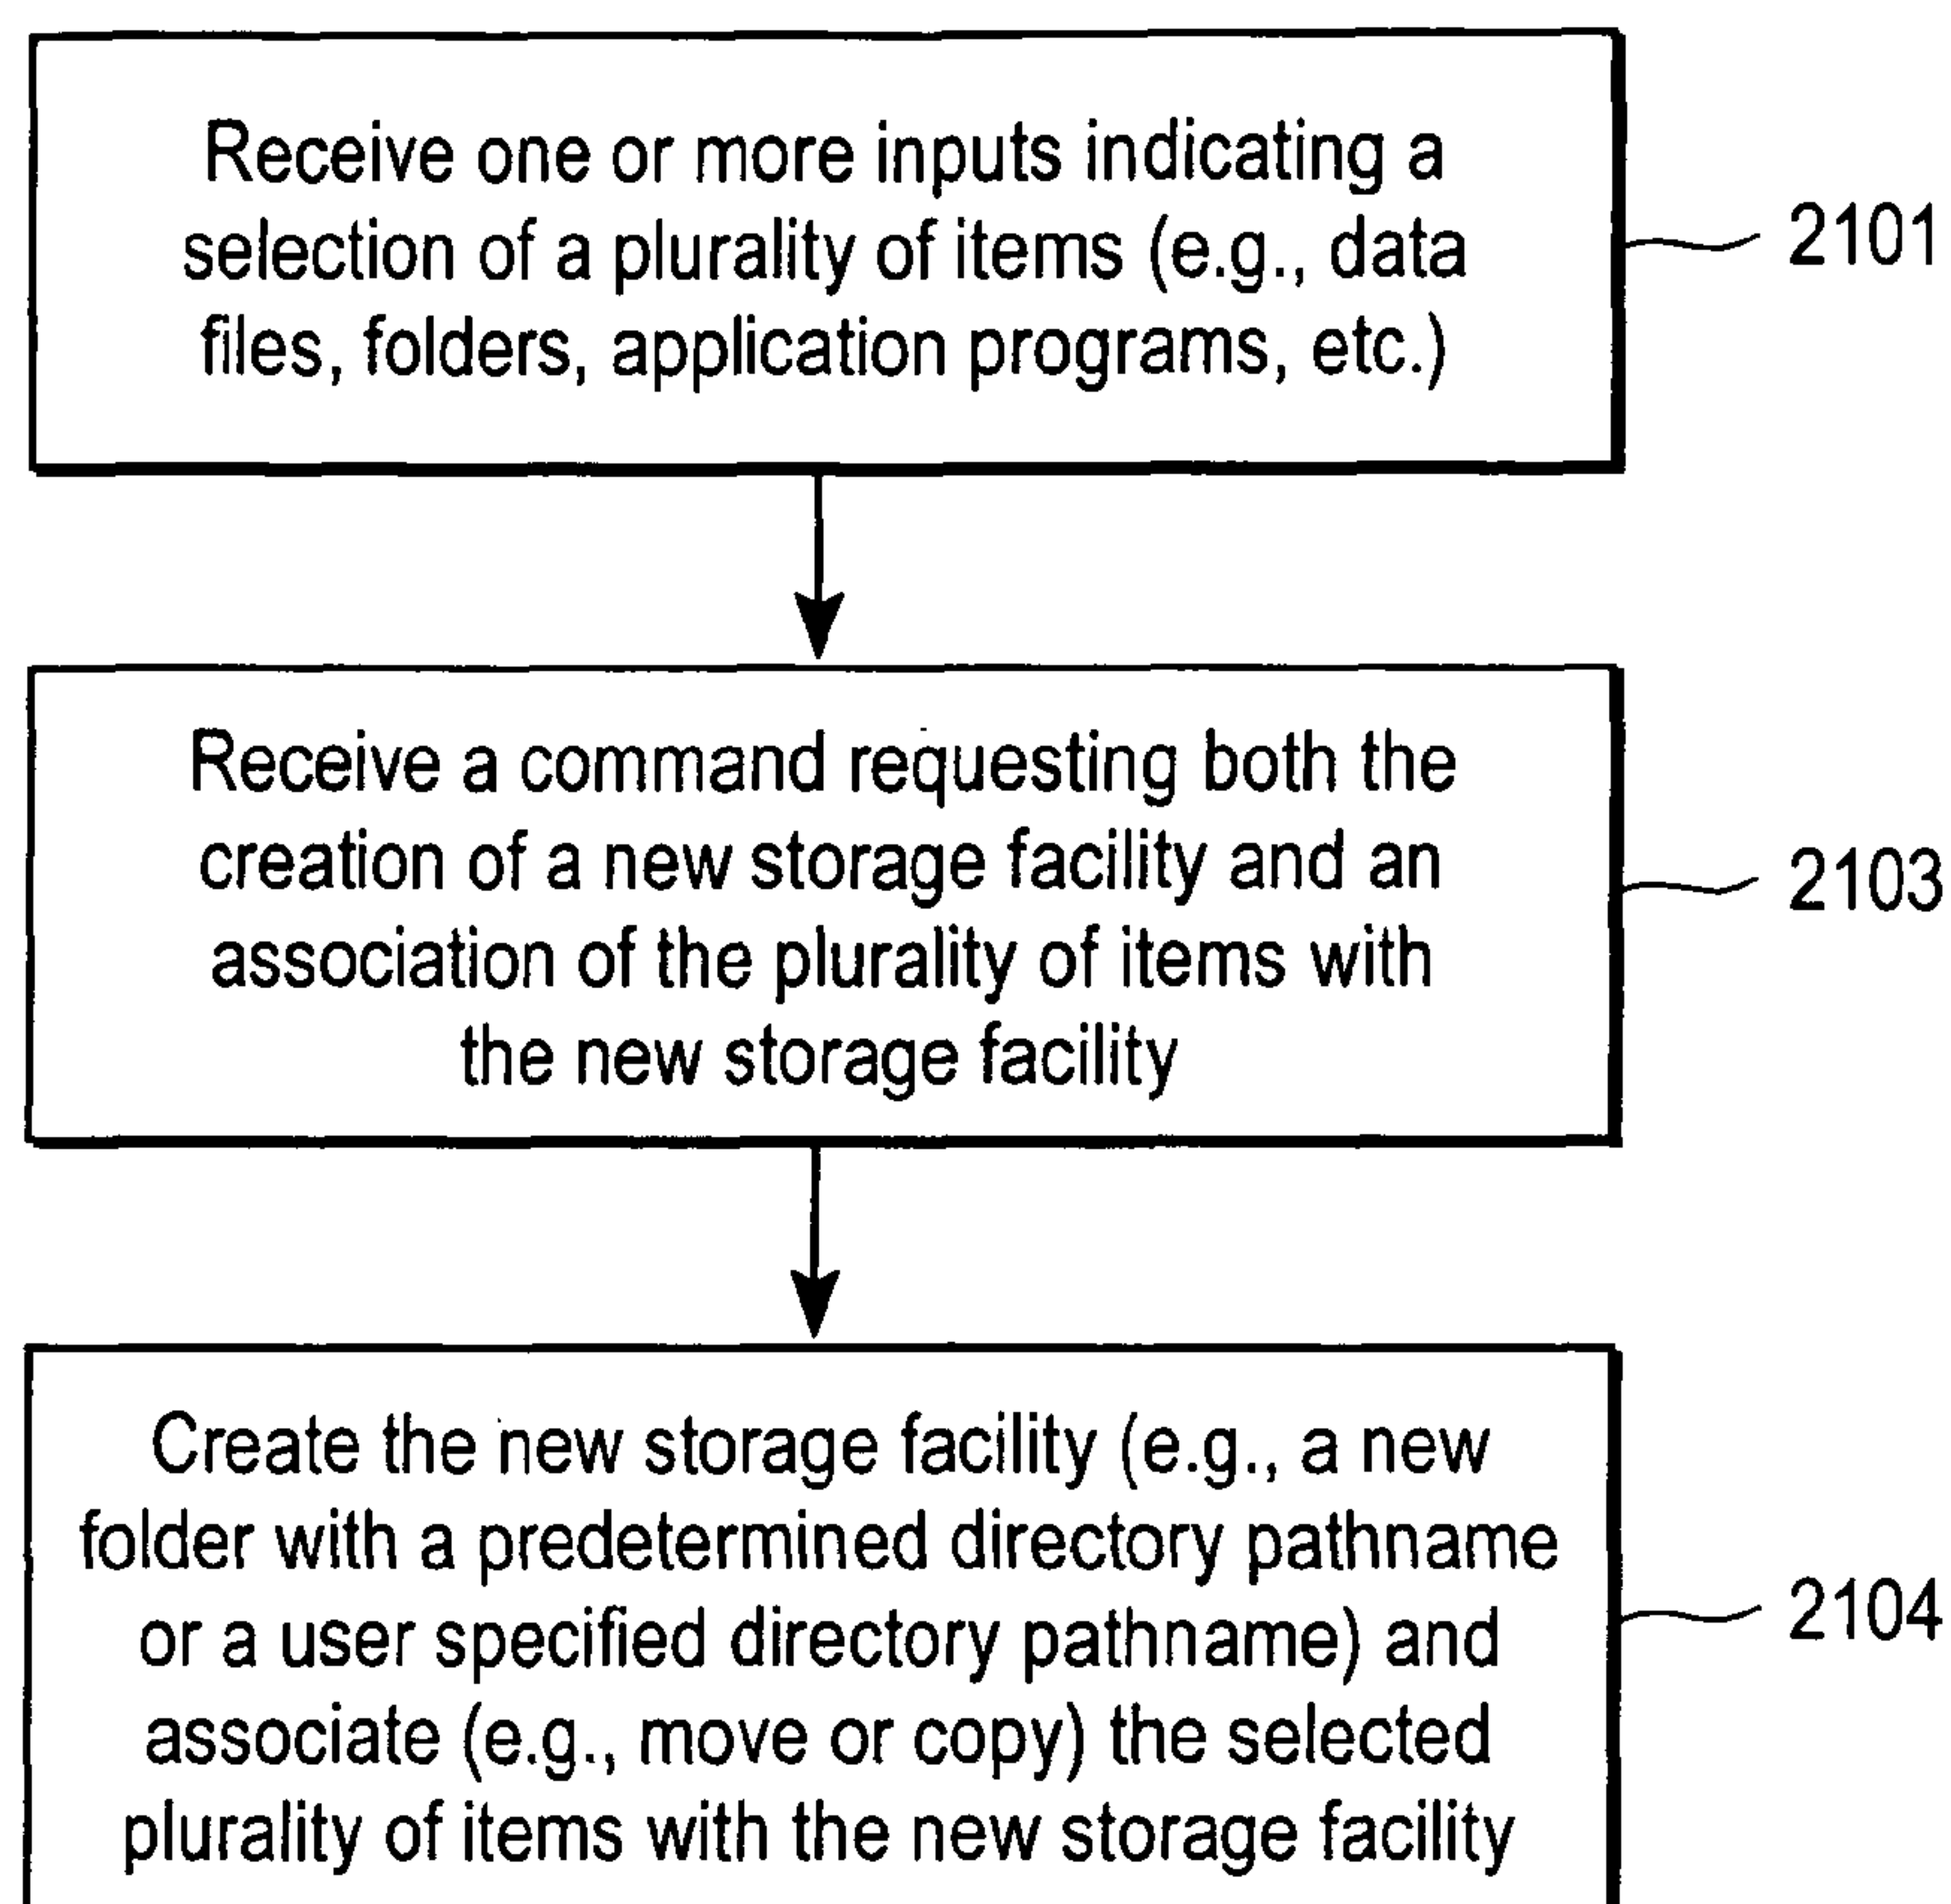 Receive one or more inputs indicating a
selection of a plurality of items (e.g., data
files, folders, application programs, etc.)
2101
Receive a command requesting both the
creation of a new storage facility and an
association of the plurality of items with
the new storage facility
2103
Create the new storage facility (e.g., a new
folder with a predetermined directory pathname
or a user specified directory pathname) and
associate (e.g., move or copy) the selected
plurality of items with the new storage facility
2104